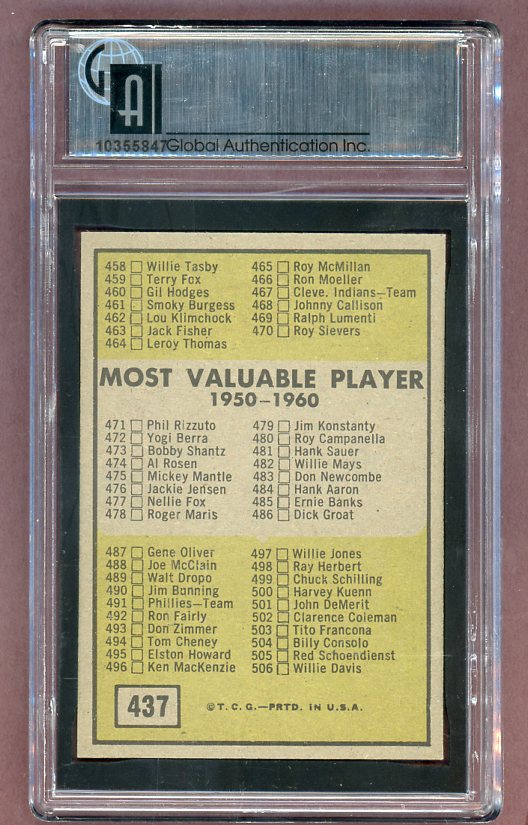 GA
10355847 Global Authentication Inc.
458 Willie Tasby
459 Terry Fox
460 Gil Hodges
461 Smoky Burgess
462 Lou Klimchock
463 Jack Fisher
464 Leroy Thomas
465 Roy McMillan
466 Ron Moeller
467 Cleve. Indians—Team
468 Johnny Callison
469 Ralph Lumenti
470 Roy Sievers
MOST VALUABLE PLAYER
1950-1960
471 Phil Rizzuto
472 Yogi Berra
473 Bobby Shantz
474 Al Rosen
475 Mickey Mantle
476 Jackie Jensen
477 Nellie Fox
478 Roger Maris
479 Jim Konstanty
480 Roy Campanella
481 Hank Sauer
482 Willie Mays
483 Don Newcombe
484 Hank Aaron
485 Ernie Banks
486 Dick Groat
487 Gene Oliver
488 Joe McClain
489 Walt Dropo
490 Jim Bunning
491 Phillies—Team
492 Ron Fairly
493 Don Zimmer
494 Tom Cheney
495 Elston Howard
496 Ken MacKenzie
497 Willie Jones
498 Ray Herbert
499 Chuck Schilling
500 Harvey Kuenn
501 John DeMerit
502 Clarence Coleman
503 Tito Francona
504 Billy Consolo
505 Red Schoendienst
506 Willie Davis
437
© T. C. G.—PRTD. IN U. S. A.